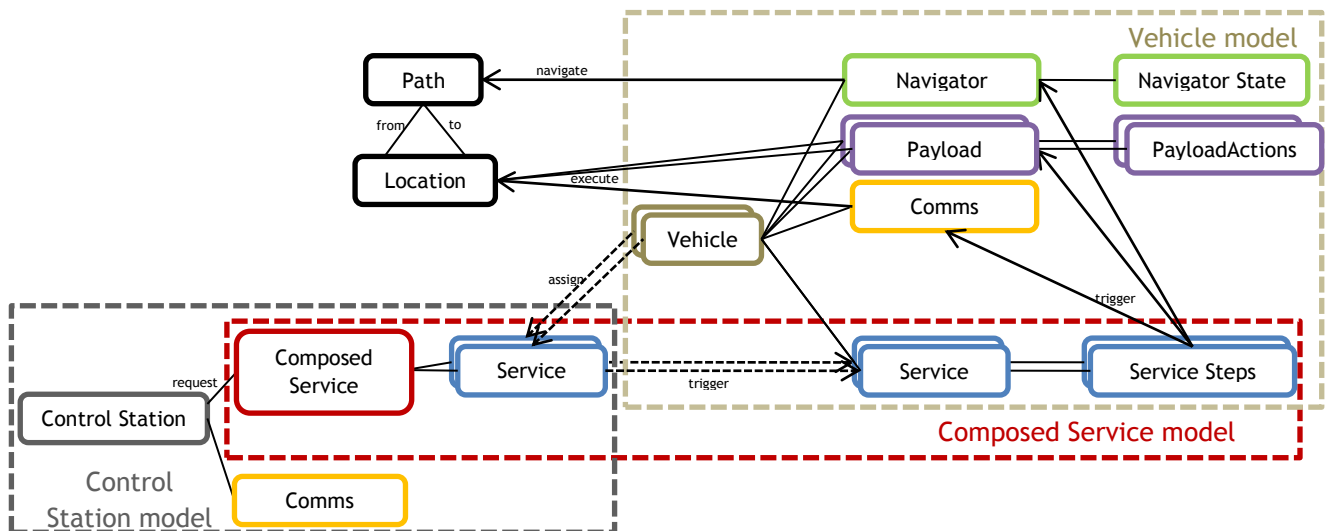 Vehicle model
Path
navigate
Navigator
Navigator State
from
to
Payload
PayloadActions
Location
execute
Comms
Vehicle
assign
trigger
Composed
Service
Service
Service
Service Steps
request
trigger
Control Station
Composed Service model
Control
Station model
Comms